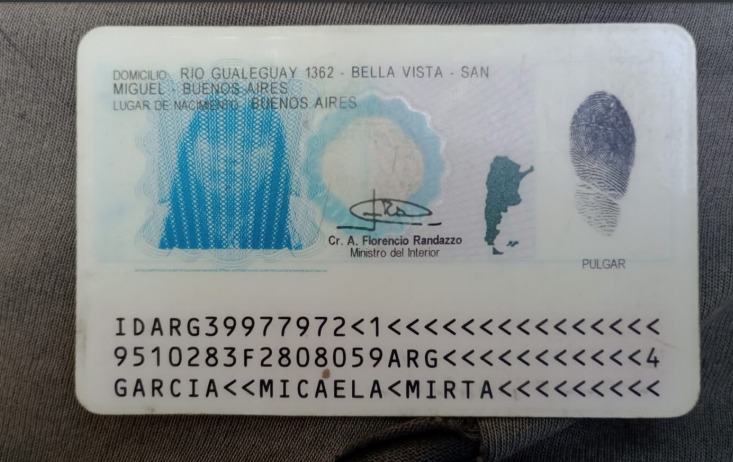 DOMICILIO: RIO GUALEGUAY 1362 - BELLA VISTA - SAN
MIGUEL - BUENOS AIRES
LUGAR DE NACIMIENTO: BUENOS AIRES
Cr. A. Florencio Randazzo
Ministro del Interior
PULGAR
IDARG39977972<1<<<<<<<<<<<<<<<
9510283F2808059ARG<<<<<<<<<<<4
GARCIA<<MICAELA<MIRTA<<<<<<<<<